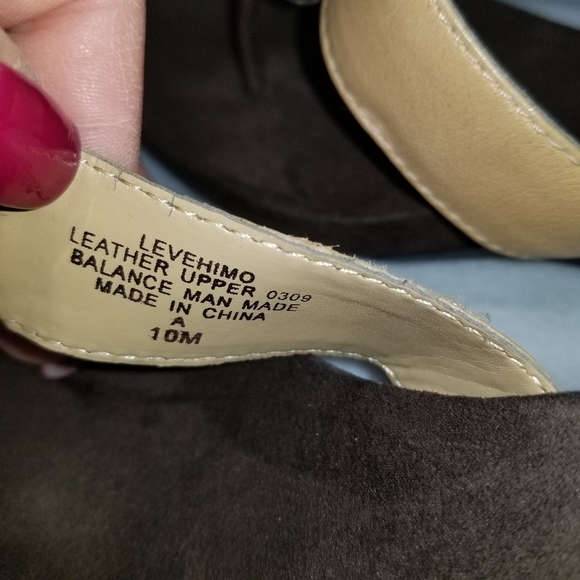 LEVEHIMO
LEATHER UPPER 0309
BALANCE MAN MADE
MADE IN CHINA
A
10M